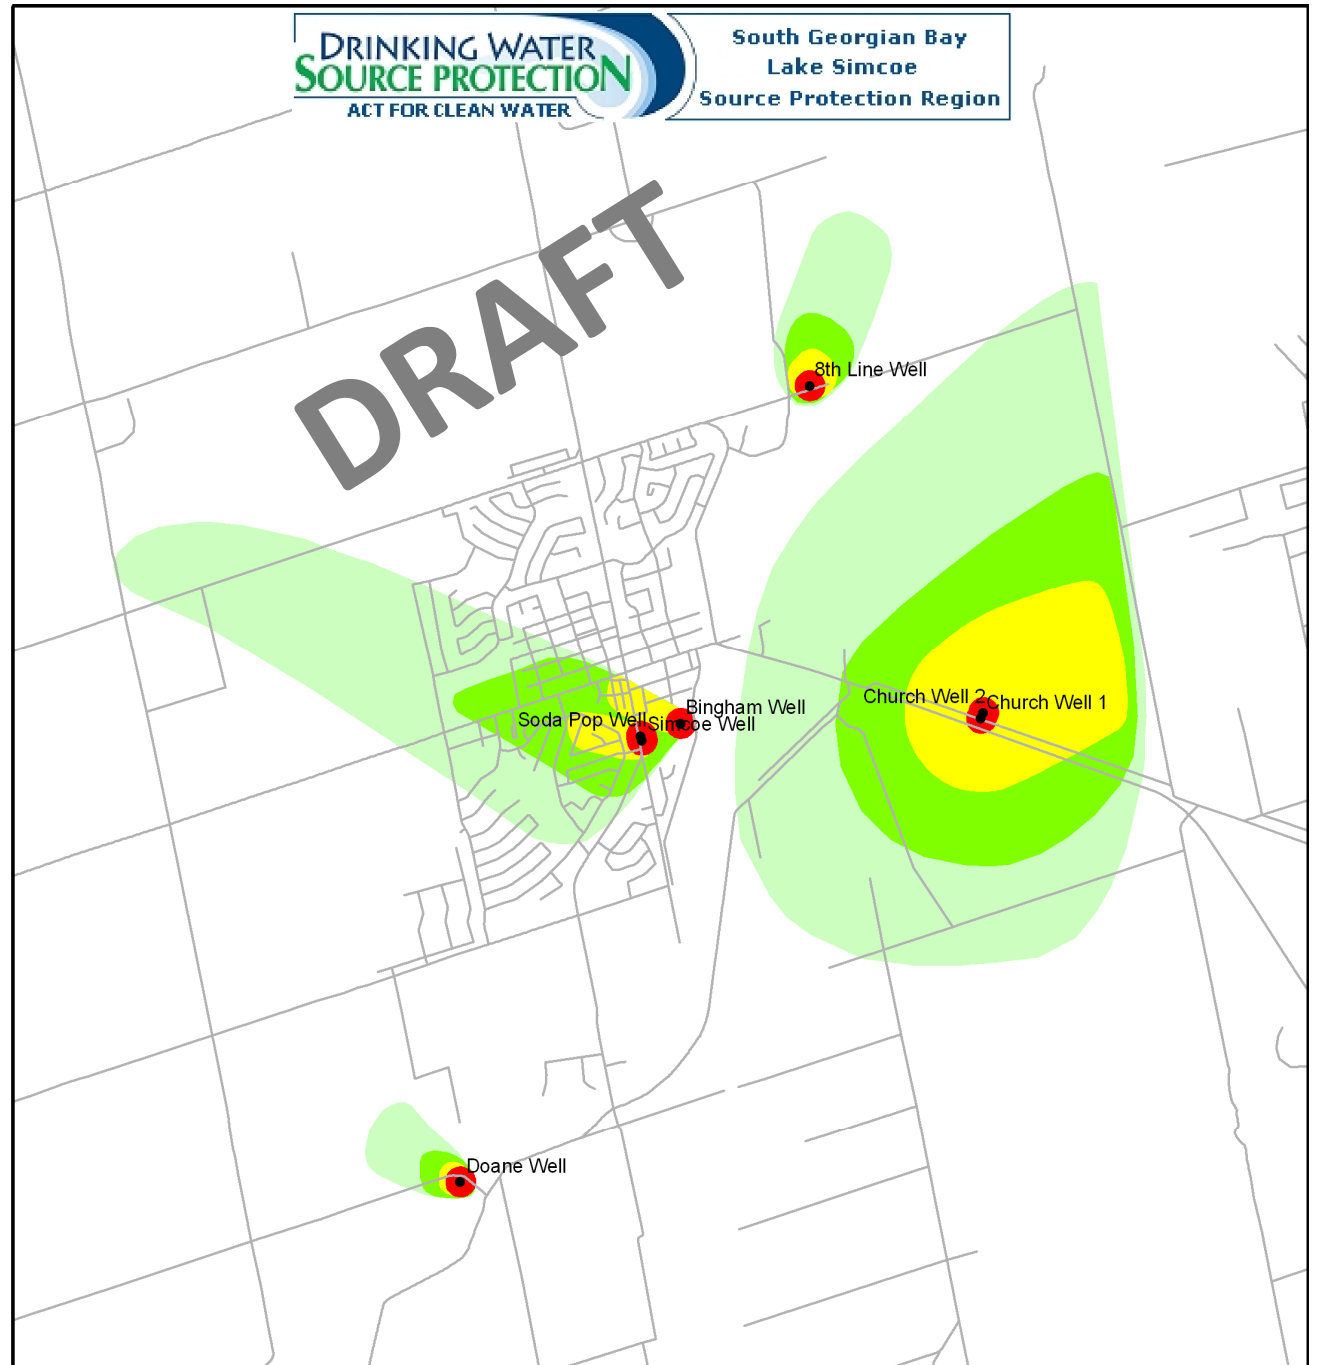 DRINKING WATER
SOURCE PROTECTION
ACT FOR CLEAN WATER
South Georgian Bay
Lake Simcoe
Source Protection Region
DRAFT
8th Line Well
Church Well 2
Church Well 1
Bingham Well
Soda Pop Well
Simcoe Well
Doane Well